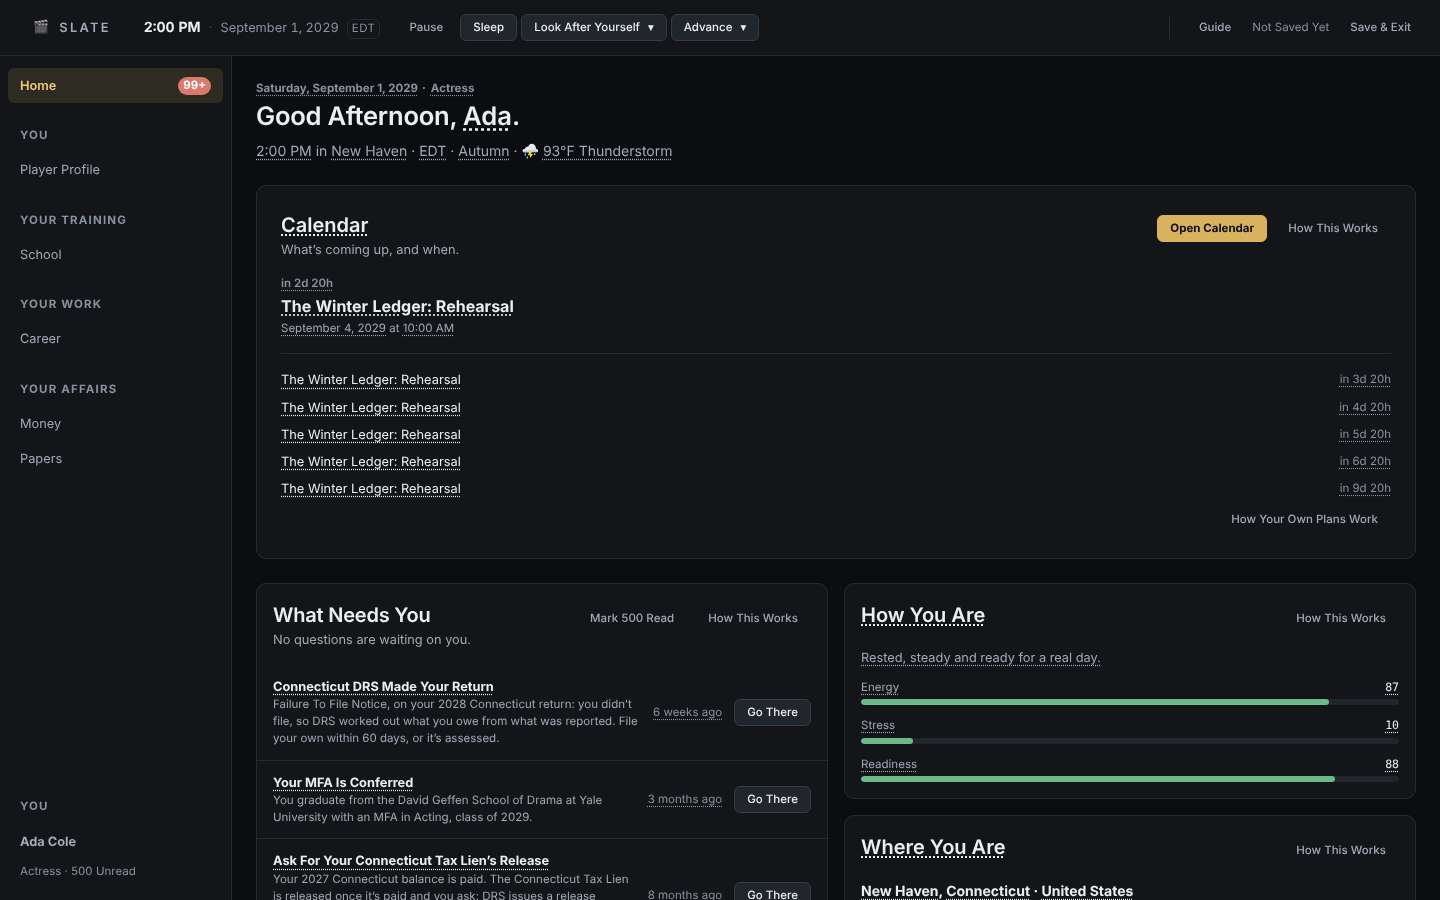 SLATE
2:00 PM · September 1, 2029 EDT
Pause
Sleep
Look After Yourself ▾
Advance ▾
Guide
Not Saved Yet
Save & Exit
Home
99+
YOU
Player Profile
YOUR TRAINING
School
YOUR WORK
Career
YOUR AFFAIRS
Money
Papers
YOU
Ada Cole
Actress · 500 Unread
Saturday, September 1, 2029 · Actress
Good Afternoon, Ada.
2:00 PM in New Haven · EDT · Autumn · 93°F Thunderstorm
Calendar
What's coming up, and when.
Open Calendar
How This Works
in 2d 20h
The Winter Ledger: Rehearsal
September 4, 2029 at 10:00 AM
The Winter Ledger: Rehearsal in 3d 20h
The Winter Ledger: Rehearsal in 4d 20h
The Winter Ledger: Rehearsal in 5d 20h
The Winter Ledger: Rehearsal in 6d 20h
The Winter Ledger: Rehearsal in 9d 20h
How Your Own Plans Work
What Needs You
No questions are waiting on you.
Mark 500 Read
How This Works
Connecticut DRS Made Your Return
Failure To File Notice, on your 2028 Connecticut return: you didn't
file, so DRS worked out what you owe from what was reported. File
your own within 60 days, or it's assessed.
6 weeks ago
Go There
Your MFA Is Conferred
You graduate from the David Geffen School of Drama at Yale
University with an MFA in Acting, class of 2029.
3 months ago
Go There
Ask For Your Connecticut Tax Lien's Release
Your 2027 Connecticut balance is paid. The Connecticut Tax Lien
is released once it's paid and you ask: DRS issues a release
8 months ago
Go There
How You Are
How This Works
Rested, steady and ready for a real day.
Energy 87
Stress 10
Readiness 88
Where You Are
How This Works
New Haven, Connecticut · United States